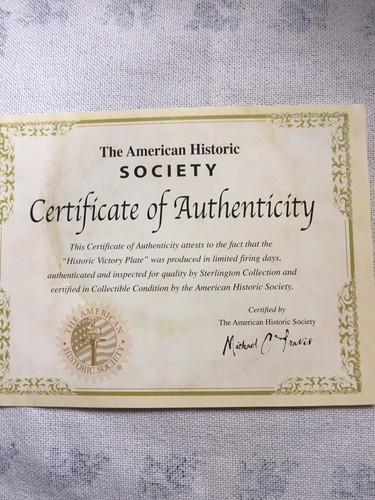 The American Historic
SOCIETY
Certificate of Authenticity
This Certificate of Authenticity attests to the fact that the
“Historic Victory Plate” was produced in limited firing days,
authenticated and inspected for quality by Sterlington Collection and
certified in Collectible Condition by the American Historic Society.
Certified by
The American Historic Society
Michael C. Travis
THE AMERICAN
HISTORIC SOCIETY